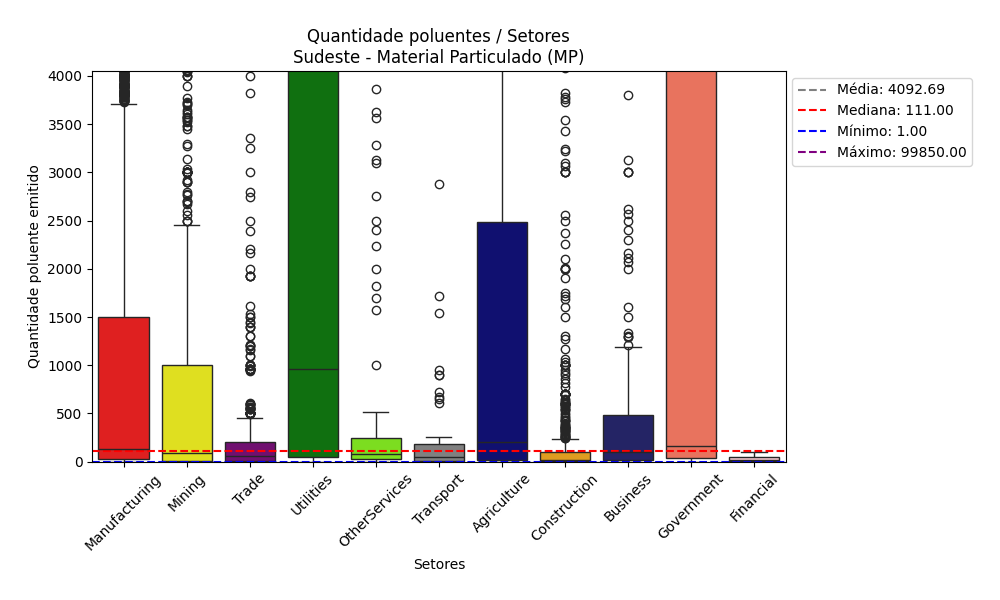 Quantidade poluentes / Setores
Sudeste - Material Particulado (MP)
Média: 4092.69
Mediana: 111.00
Mínimo: 1.00
Máximo: 99850.00
Quantidade poluente emitido
4000
3500
3000
2500
2000
1500
1000
500
0
Manufacturing
Mining
Trade
Utilities
OtherServices
Transport
Agriculture
Construction
Business
Government
Financial
Setores